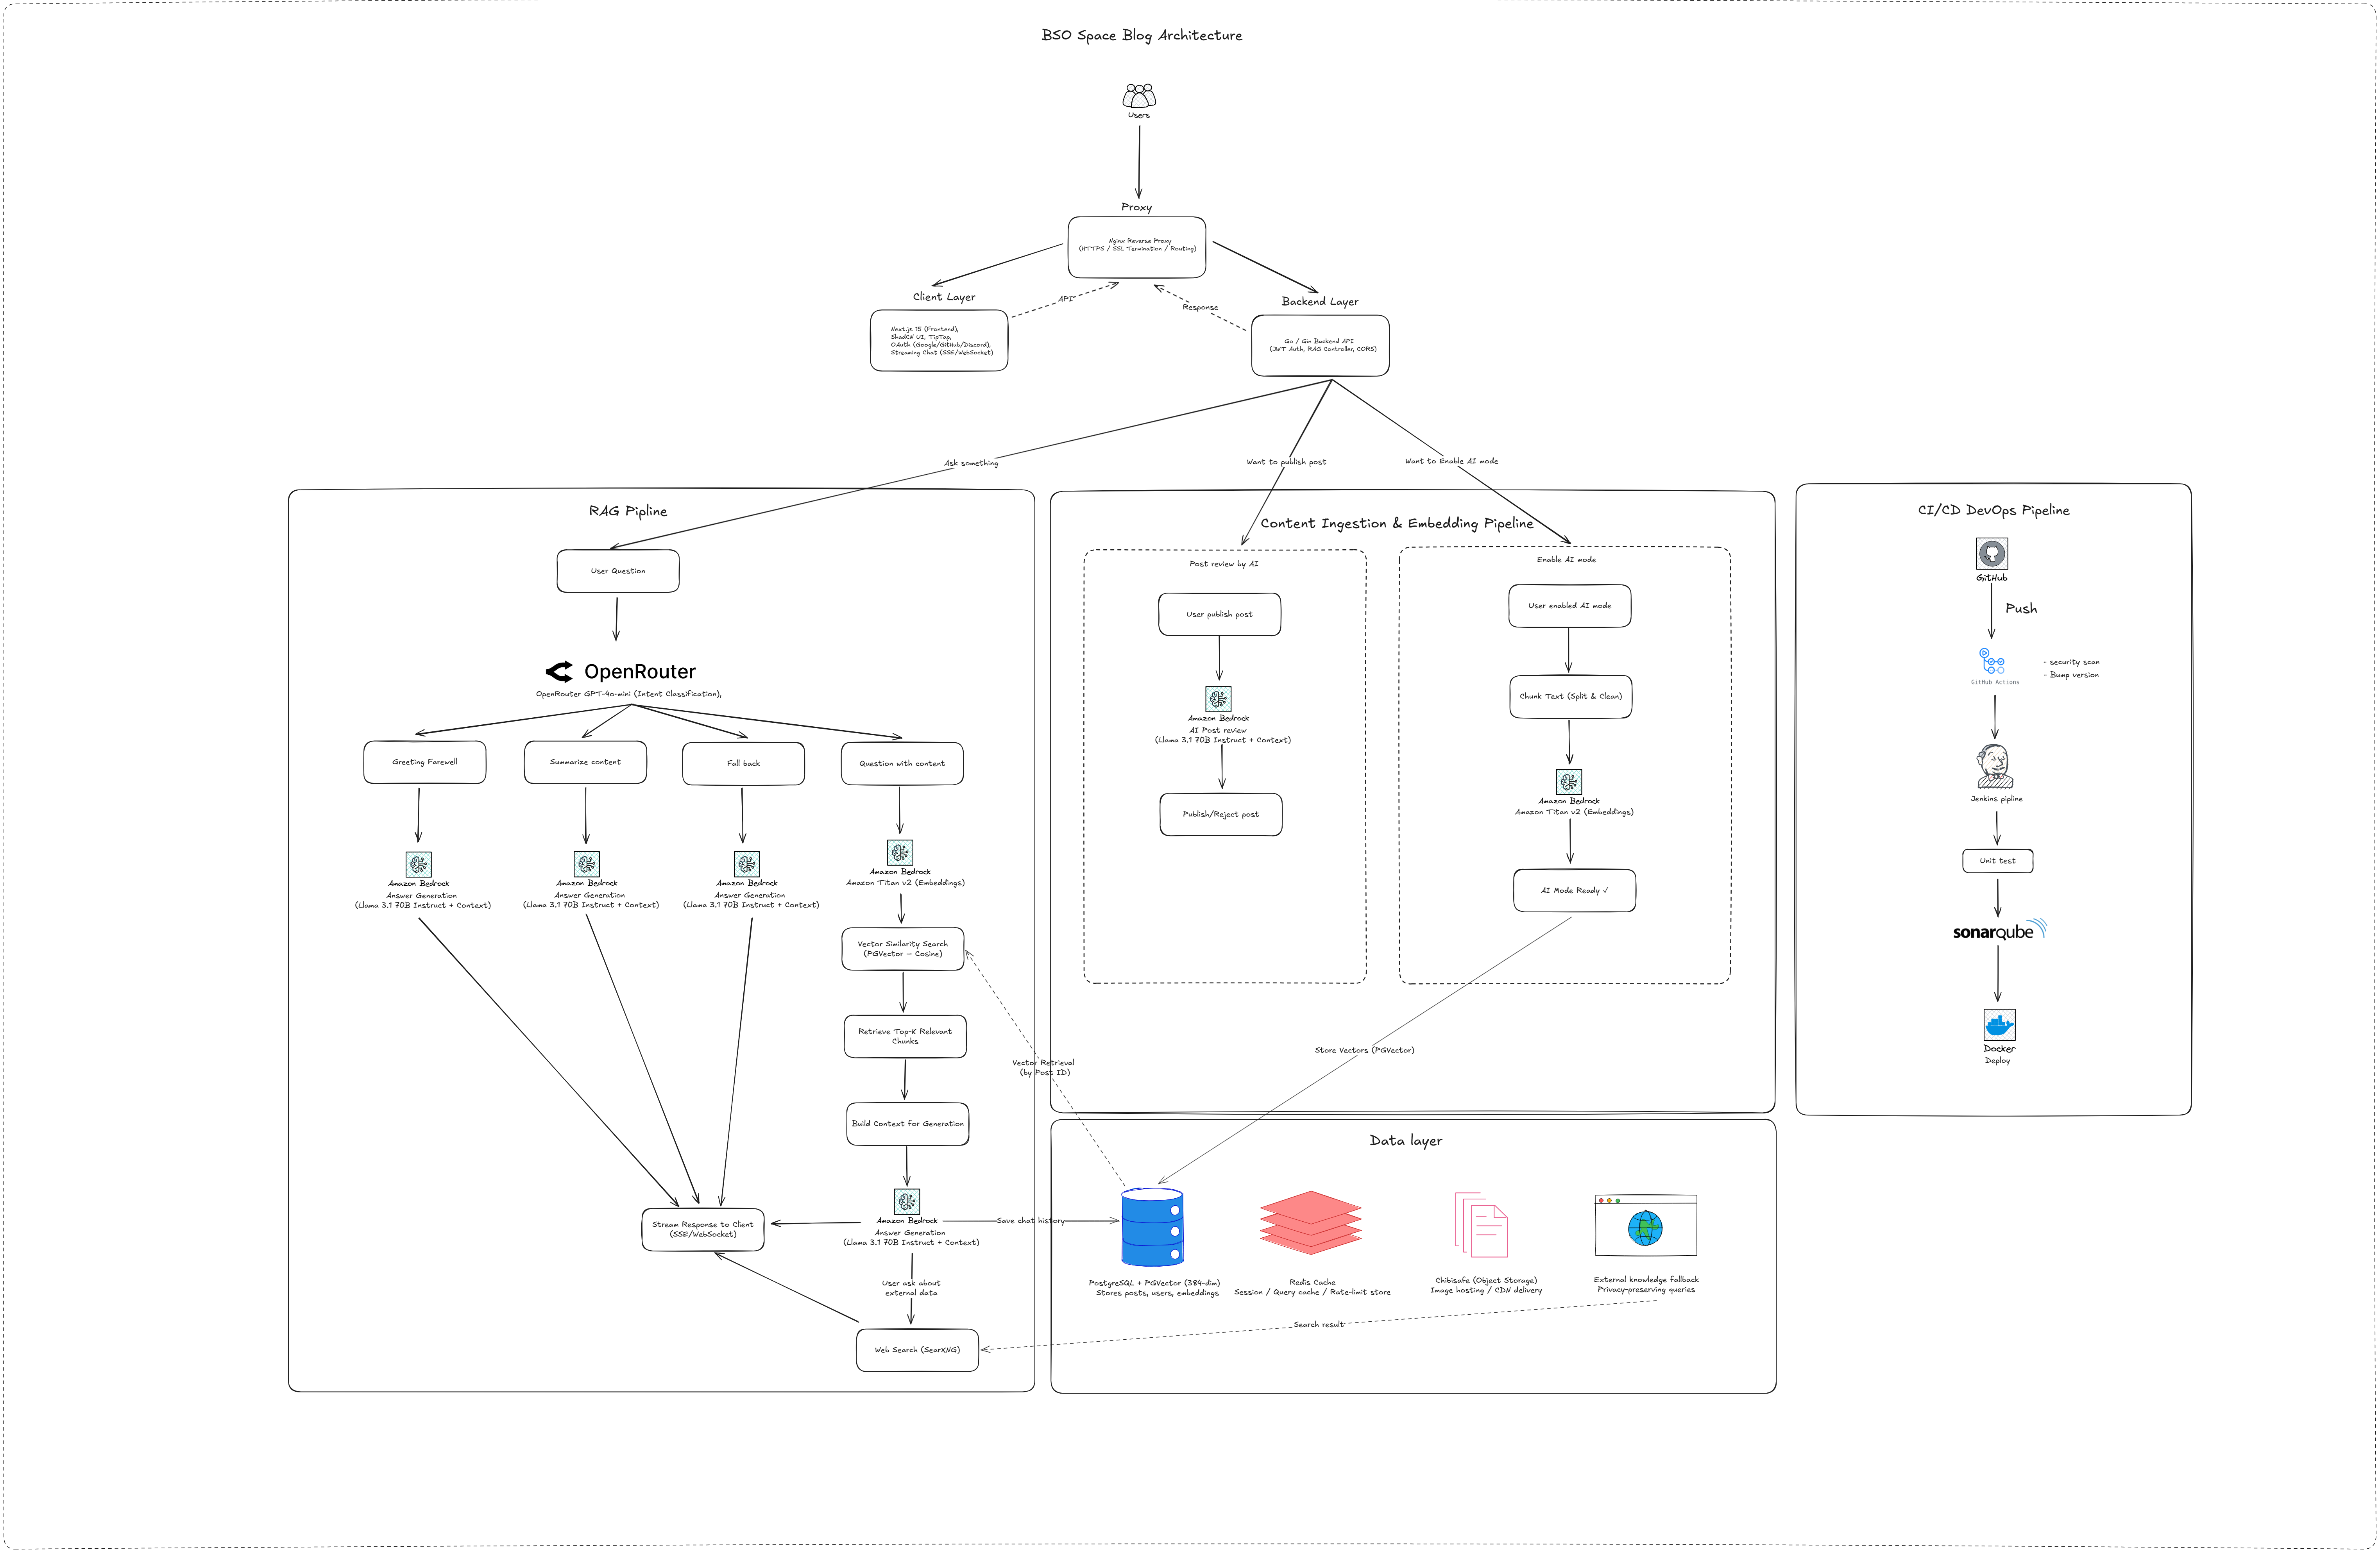 BSO Space Blog Architecture
Users
Proxy
Nginx Reverse Proxy
(HTTPS / SSL Termination / Routing)
Client Layer
API
Next.js 15 (Frontend),
ShadCN UI, TipTap,
OAuth (Google/GitHub/Discord),
Streaming Chat (SSE/WebSocket)
Backend Layer
Response
Go / Gin Backend API
(JWT Auth, RAG Controller, CORS)
Ask something
Want to publish post
Want to Enable AI mode
RAG Pipline
User Question
OpenRouter
OpenRouter GPT-4o-mini (Intent Classification),
Greeting Farewell
Summarize content
Fall back
Question with content
Amazon Bedrock
Answer Generation
(Llama 3.1 70B Instruct + Context)
Amazon Bedrock
Answer Generation
(Llama 3.1 70B Instruct + Context)
Amazon Bedrock
Answer Generation
(Llama 3.1 70B Instruct + Context)
Amazon Bedrock
Amazon Titan v2 (Embeddings)
Vector Similarity Search
(PGVector — Cosine)
Retrieve Top-K Relevant
Chunks
Build Context for Generation
Amazon Bedrock
Answer Generation
(Llama 3.1 70B Instruct + Context)
Stream Response to Client
(SSE/WebSocket)
User ask about
external data
Web Search (SearXNG)
Vector Retrieval
(by Post ID)
Save chat history
Content Ingestion & Embedding Pipeline
Post review by AI
User publish post
Amazon Bedrock
AI Post review
(Llama 3.1 70B Instruct + Context)
Publish/Reject post
Enable AI mode
User enabled AI mode
Chunk Text (Split & Clean)
Amazon Bedrock
Amazon Titan v2 (Embeddings)
AI Mode Ready ✓
Store Vectors (PGVector)
Data layer
PostgreSQL + PGVector (384-dim)
Stores posts, users, embeddings
Redis Cache
Session / Query cache / Rate-limit store
Chibisafe (Object Storage)
Image hosting / CDN delivery
External knowledge fallback
Privacy-preserving queries
Search result
CI/CD DevOps Pipeline
GitHub
Push
GitHub Actions
- security scan
- Bump version
Jenkins pipline
Unit test
sonarqube
Docker
Deploy